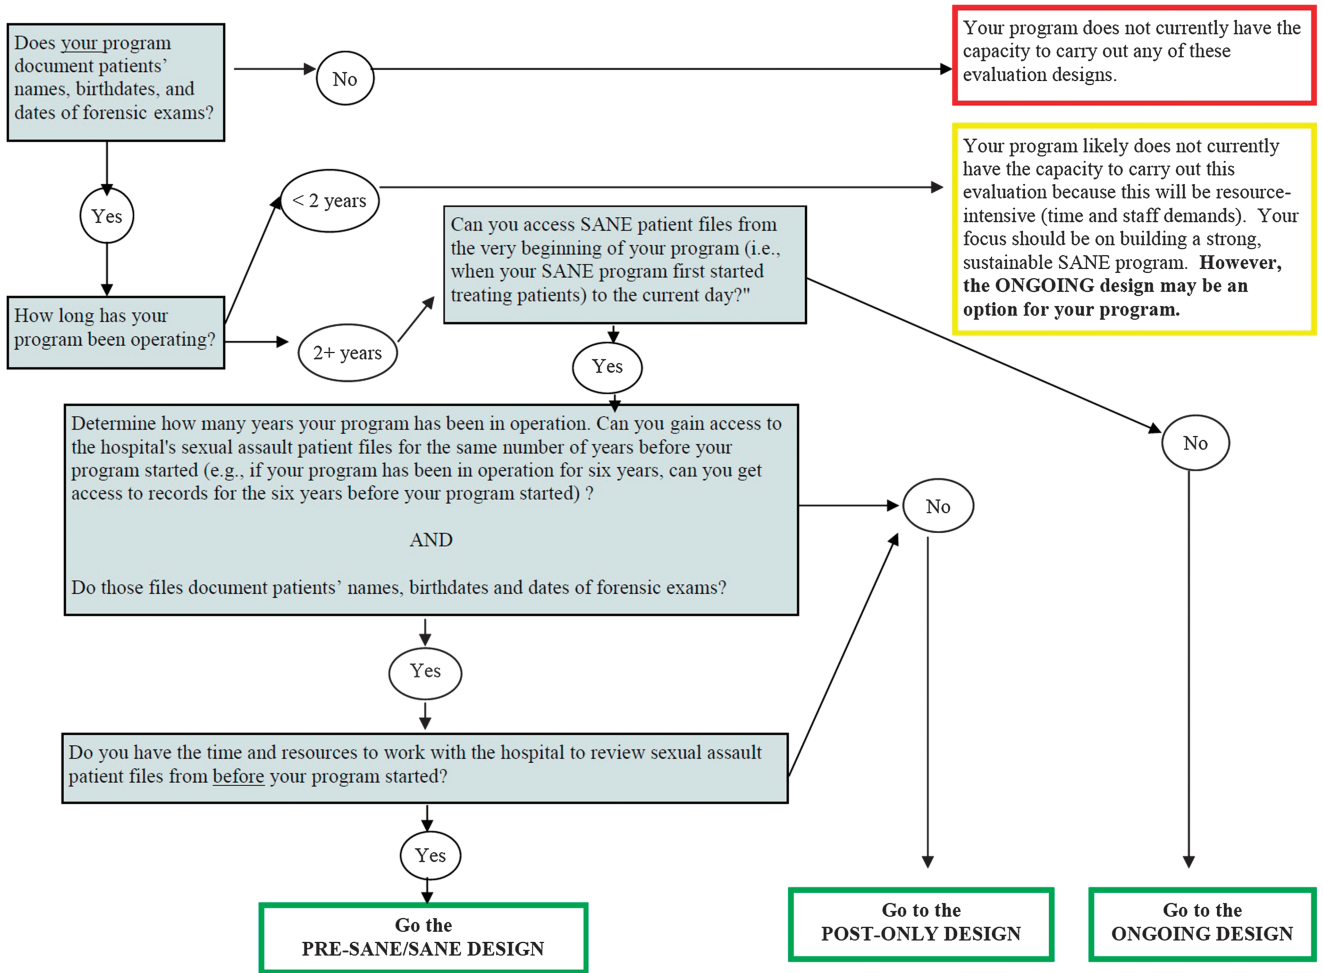 Does your program
document patients’
names, birthdates, and
dates of forensic exams?
No
Your program does not currently have the
capacity to carry out any of these
evaluation designs.
Yes
How long has your
program been operating?
< 2 years
Your program likely does not currently
have the capacity to carry out this
evaluation because this will be resource-
intensive (time and staff demands).  Your
focus should be on building a strong,
sustainable SANE program.  However,
the ONGOING design may be an
option for your program.
2+ years
Can you access SANE patient files from
the very beginning of your program (i.e.,
when your SANE program first started
treating patients) to the current day?"
Yes
No
Determine how many years your program has been in operation. Can you gain access to
the hospital's sexual assault patient files for the same number of years before your
program started (e.g., if your program has been in operation for six years, can you get
access to records for the six years before your program started) ?
AND
Do those files document patients’ names, birthdates and dates of forensic exams?
No
Yes
Do you have the time and resources to work with the hospital to review sexual assault
patient files from before your program started?
Yes
Go the
PRE-SANE/SANE DESIGN
Go to the
POST-ONLY DESIGN
Go to the
ONGOING DESIGN